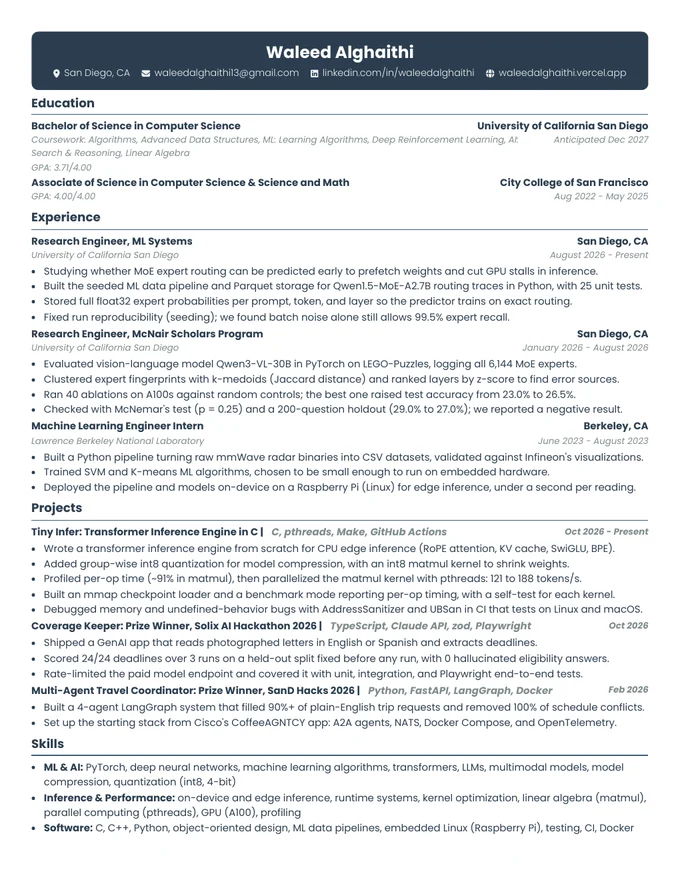 Waleed Alghaithi
San Diego, CA waleedalghaithi13@gmail.com linkedin.com/in/waleedalghaithi waleedalghaithi.vercel.app
Education
Bachelor of Science in Computer Science University of California San Diego
Coursework: Algorithms, Advanced Data Structures, ML: Learning Algorithms, Deep Reinforcement Learning, AI: Anticipated Dec 2027
Search & Reasoning, Linear Algebra
GPA: 3.71/4.00
Associate of Science in Computer Science & Science and Math City College of San Francisco
GPA: 4.00/4.00 Aug 2022 - May 2025
Experience
Research Engineer, ML Systems San Diego, CA
University of California San Diego August 2026 - Present
• Studying whether MoE expert routing can be predicted early to prefetch weights and cut GPU stalls in inference.
• Built the seeded ML data pipeline and Parquet storage for Qwen1.5-MoE-A2.7B routing traces in Python, with 25 unit tests.
• Stored full float32 expert probabilities per prompt, token, and layer so the predictor trains on exact routing.
• Fixed run reproducibility (seeding); we found batch noise alone still allows 99.5% expert recall.
Research Engineer, McNair Scholars Program San Diego, CA
University of California San Diego January 2026 - August 2026
• Evaluated vision-language model Qwen3-VL-30B in PyTorch on LEGO-Puzzles, logging all 6,144 MoE experts.
• Clustered expert fingerprints with k-medoids (Jaccard distance) and ranked layers by z-score to find error sources.
• Ran 40 ablations on A100s against random controls; the best one raised test accuracy from 23.0% to 26.5%.
• Checked with McNemar's test (p = 0.25) and a 200-question holdout (29.0% to 27.0%); we reported a negative result.
Machine Learning Engineer Intern Berkeley, CA
Lawrence Berkeley National Laboratory June 2023 - August 2023
• Built a Python pipeline turning raw mmWave radar binaries into CSV datasets, validated against Infineon's visualizations.
• Trained SVM and K-means ML algorithms, chosen to be small enough to run on embedded hardware.
• Deployed the pipeline and models on-device on a Raspberry Pi (Linux) for edge inference, under a second per reading.
Projects
Tiny Infer: Transformer Inference Engine in C | C, pthreads, Make, GitHub Actions Oct 2026 - Present
• Wrote a transformer inference engine from scratch for CPU edge inference (RoPE attention, KV cache, SwiGLU, BPE).
• Added group-wise int8 quantization for model compression, with an int8 matmul kernel to shrink weights.
• Profiled per-op time (~91% in matmul), then parallelized the matmul kernel with pthreads: 121 to 188 tokens/s.
• Built an mmap checkpoint loader and a benchmark mode reporting per-op timing, with a self-test for each kernel.
• Debugged memory and undefined-behavior bugs with AddressSanitizer and UBSan in CI that tests on Linux and macOS.
Coverage Keeper: Prize Winner, Solix AI Hackathon 2026 | TypeScript, Claude API, zod, Playwright Oct 2026
• Shipped a GenAI app that reads photographed letters in English or Spanish and extracts deadlines.
• Scored 24/24 deadlines over 3 runs on a held-out split fixed before any run, with 0 hallucinated eligibility answers.
• Rate-limited the paid model endpoint and covered it with unit, integration, and Playwright end-to-end tests.
Multi-Agent Travel Coordinator: Prize Winner, SanD Hacks 2026 | Python, FastAPI, LangGraph, Docker Feb 2026
• Built a 4-agent LangGraph system that filled 90%+ of plain-English trip requests and removed 100% of schedule conflicts.
• Set up the starting stack from Cisco's CoffeeAGNTCY app: A2A agents, NATS, Docker Compose, and OpenTelemetry.
Skills
• ML & AI: PyTorch, deep neural networks, machine learning algorithms, transformers, LLMs, multimodal models, model
compression, quantization (int8, 4-bit)
• Inference & Performance: on-device and edge inference, runtime systems, kernel optimization, linear algebra (matmul),
parallel computing (pthreads), GPU (A100), profiling
• Software: C, C++, Python, object-oriented design, ML data pipelines, embedded Linux (Raspberry Pi), testing, CI, Docker